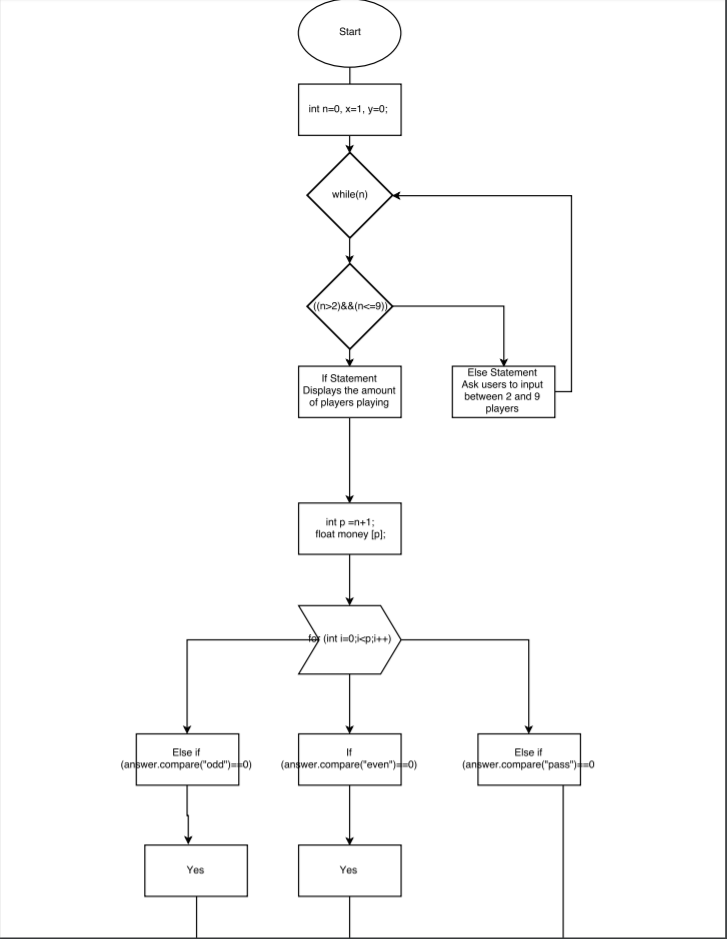 Start
int n=0, x=1, y=0;
while(n)
((n>2)&&(n<=9))
If Statement
Displays the amount
of players playing
Else Statement
Ask users to input
between 2 and 9
players
int p =n+1;
float money [p];
for (int i=0;i<p;i++)
Else if
(answer.compare("odd")==0)
If
(answer.compare("even")==0)
Else if
(answer.compare("pass")==0
Yes
Yes